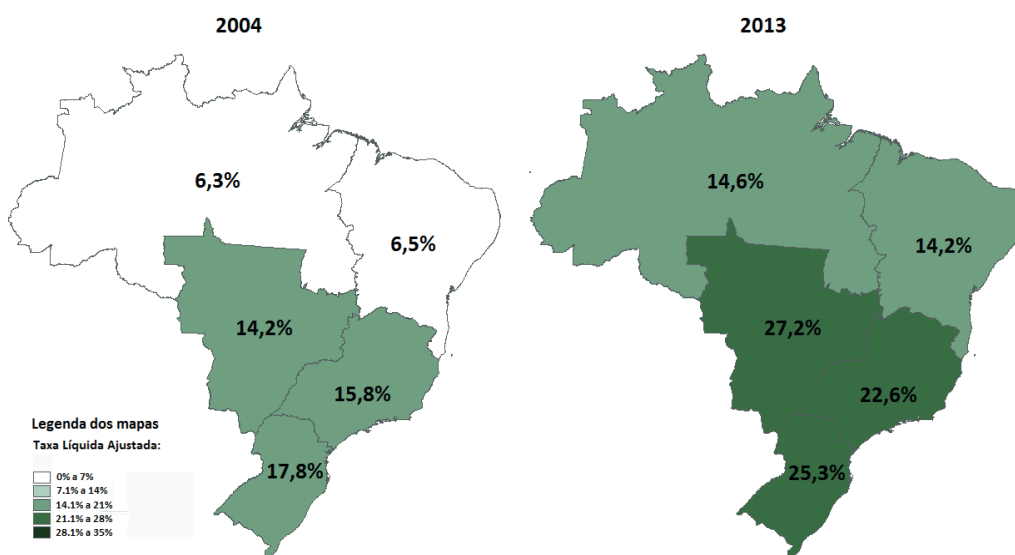 2004
2013
6,3%
6,5%
14,2%
15,8%
17,8%
14,6%
14,2%
27,2%
22,6%
25,3%
Legenda dos mapas
Taxa Líquida Ajustada:
0% a 7%
7.1% a 14%
14.1% a 21%
21.1% a 28%
28.1% a 35%